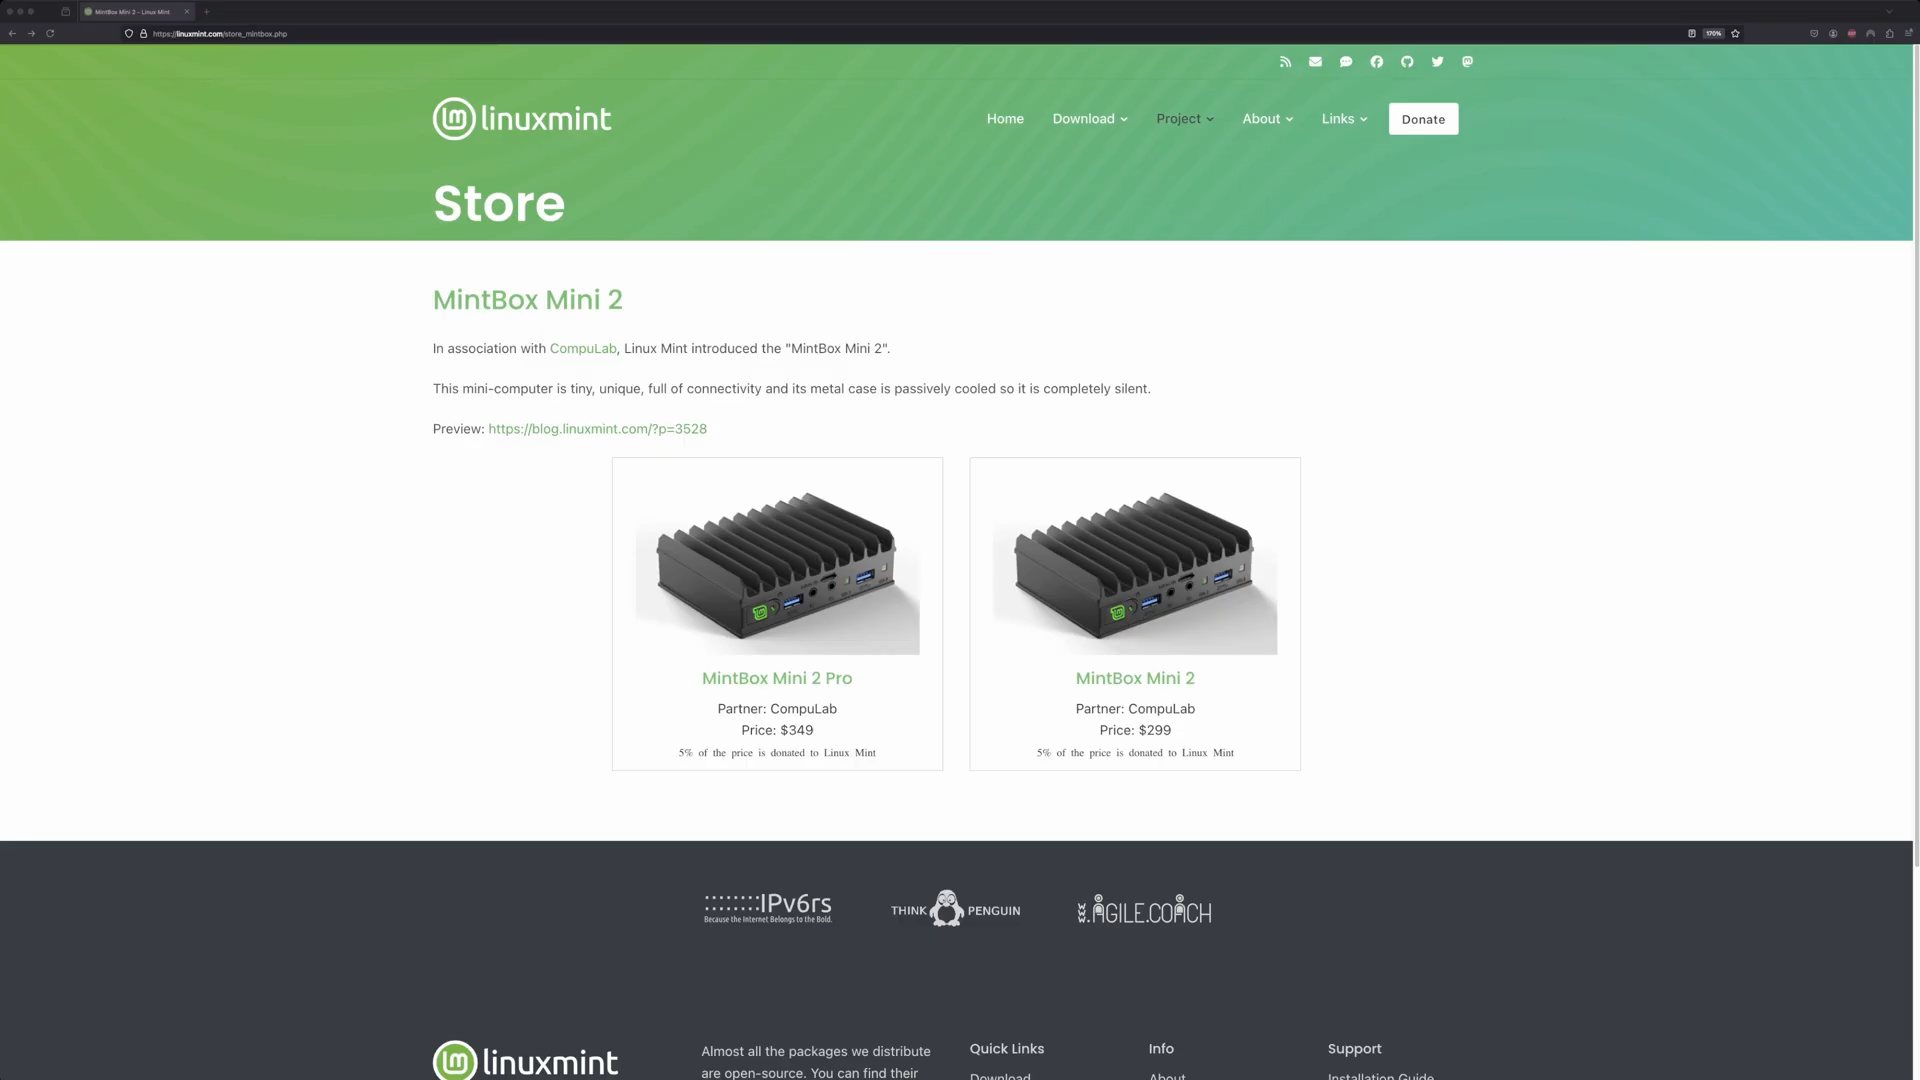 MintBox Mini 2 - Linux Mint
https://linuxmint.com/store_mintbox.php
170%
linuxmint
Home
Download
Project
About
Links
Donate
Store
MintBox Mini 2
In association with CompuLab, Linux Mint introduced the "MintBox Mini 2".
This mini-computer is tiny, unique, full of connectivity and its metal case is passively cooled so it is completely silent.
Preview: https://blog.linuxmint.com/?p=3528
MintBox Mini 2 Pro
Partner: CompuLab
Price: $349
5% of the price is donated to Linux Mint
MintBox Mini 2
Partner: CompuLab
Price: $299
5% of the price is donated to Linux Mint
IPv6rs
Because the Internet Belongs to the Bold.
THINK PENGUIN
AGILE.COACH
linuxmint
Almost all the packages we distribute
are open-source. You can find their
Quick Links
Download
Info
About
Support
Installation Guide